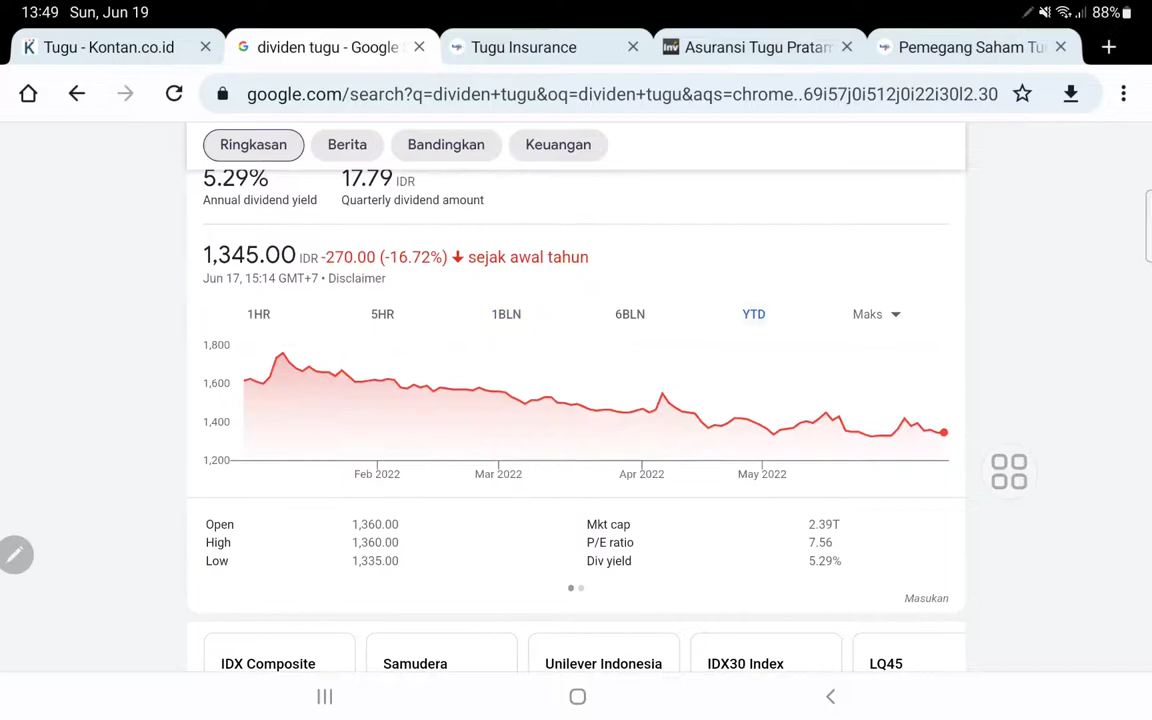 13:49 Sun, Jun 19 88%
Tugu - Kontan.co.id
dividen tugu - Google
Tugu Insurance
Asuransi Tugu Pratam
Pemegang Saham Tu
google.com/search?q=dividen+tugu&oq=dividen+tugu&aqs=chrome..69i57j0i512j0i22i30l2.30
Ringkasan Berita Bandingkan Keuangan
5.29% 17.79 IDR
Annual dividend yield Quarterly dividend amount
1,345.00 IDR -270.00 (-16.72%) sejak awal tahun
Jun 17, 15:14 GMT+7 • Disclaimer
1HR 5HR 1BLN 6BLN YTD Maks
1,800
1,600
1,400
1,200
Feb 2022 Mar 2022 Apr 2022 May 2022
Open 1,360.00 Mkt cap 2.39T
High 1,360.00 P/E ratio 7.56
Low 1,335.00 Div yield 5.29%
Masukan
IDX Composite Samudera Unilever Indonesia IDX30 Index LQ45